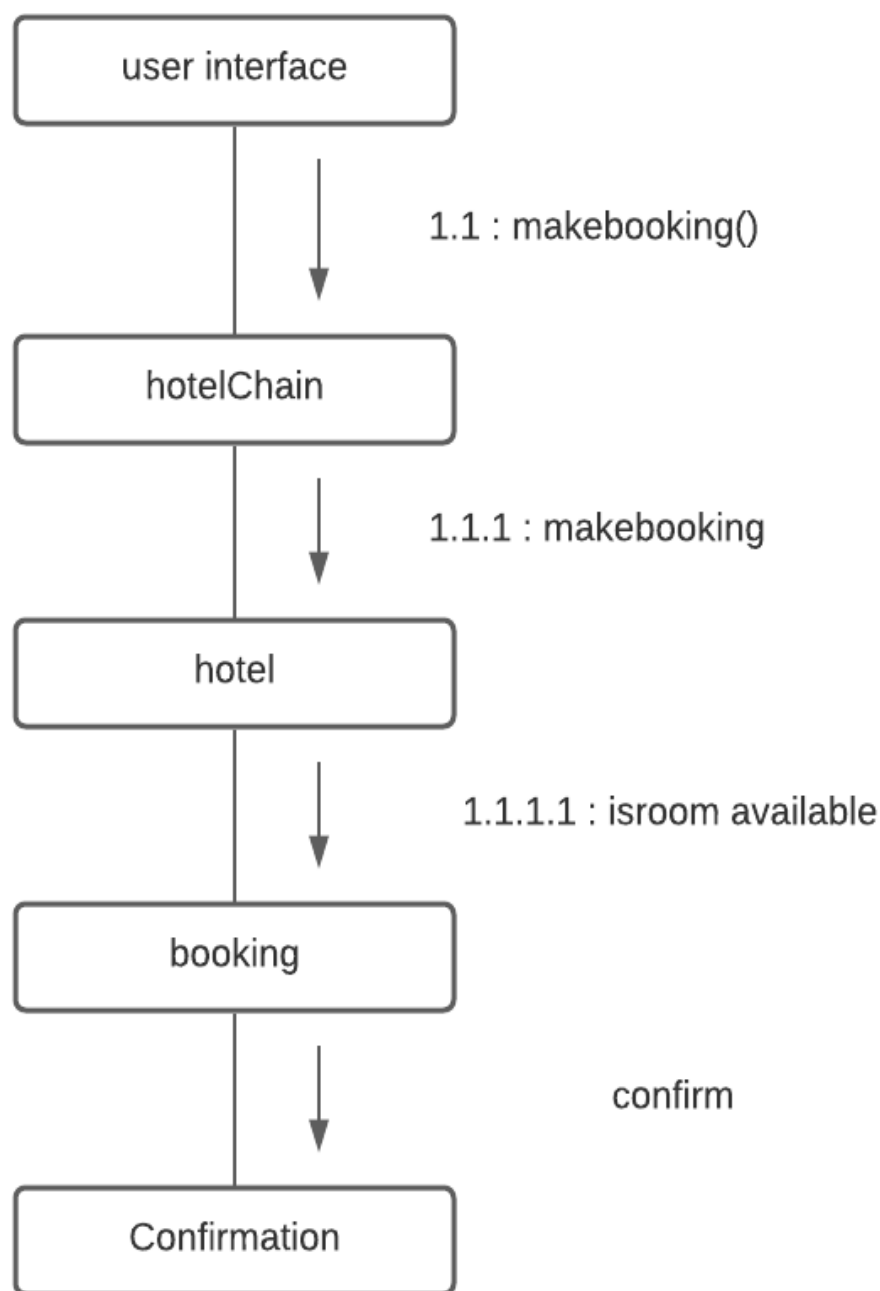 user interface
1.1 : makebooking()
hotelChain
1.1.1 : makebooking
hotel
1.1.1.1 : isroom available
booking
confirm
Confirmation